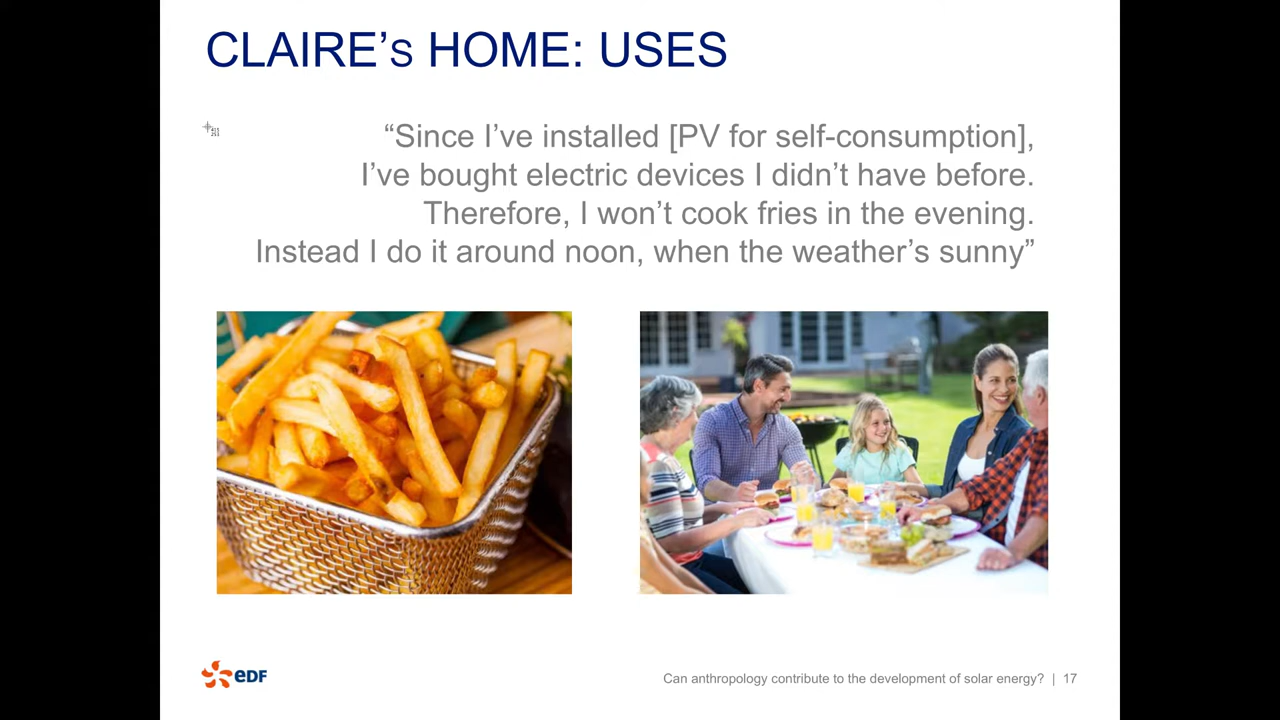 CLAIRE’s HOME: USES
“Since I’ve installed [PV for self-consumption],
I’ve bought electric devices I didn’t have before.
Therefore, I won’t cook fries in the evening.
Instead I do it around noon, when the weather’s sunny”
eDF
Can anthropology contribute to the development of solar energy? | 17